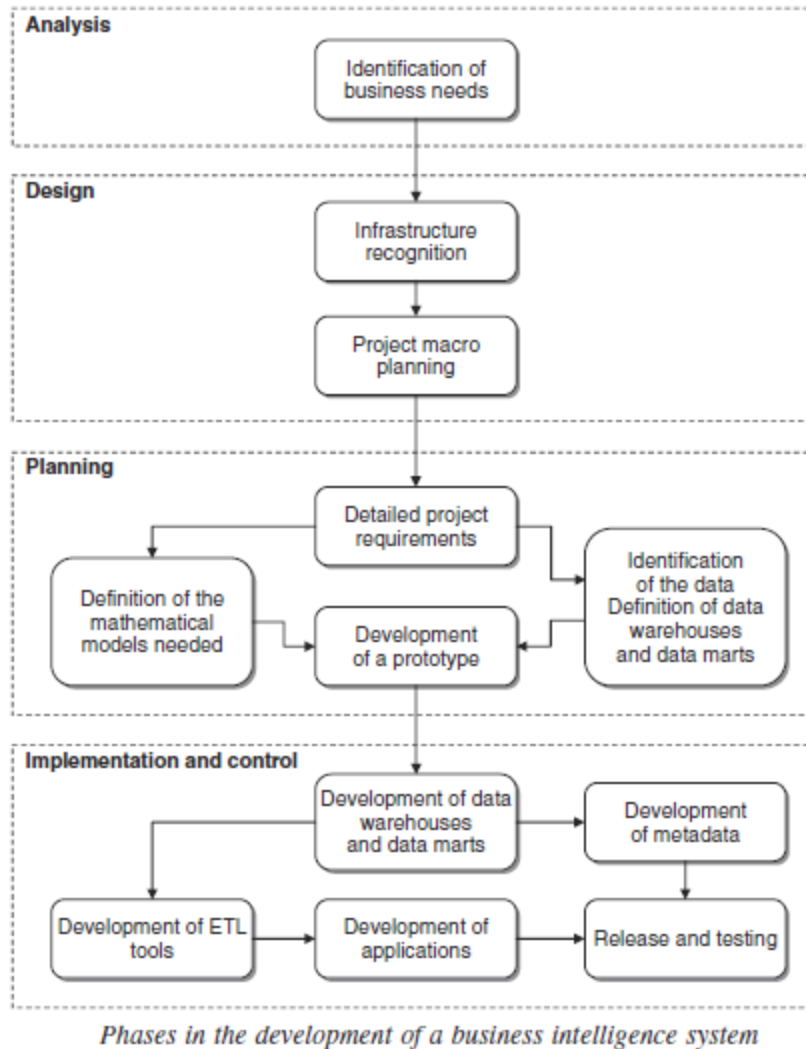 Analysis
Identification of
business needs
Design
Infrastructure
recognition
Project macro
planning
Planning
Detailed project
requirements
Definition of the
mathematical
models needed
Development
of a prototype
Identification
of the data
Definition of data
warehouses
and data marts
Implementation and control
Development of data
warehouses
and data marts
Development
of metadata
Development of ETL
tools
Development of
applications
Release and testing
Phases in the development of a business intelligence system